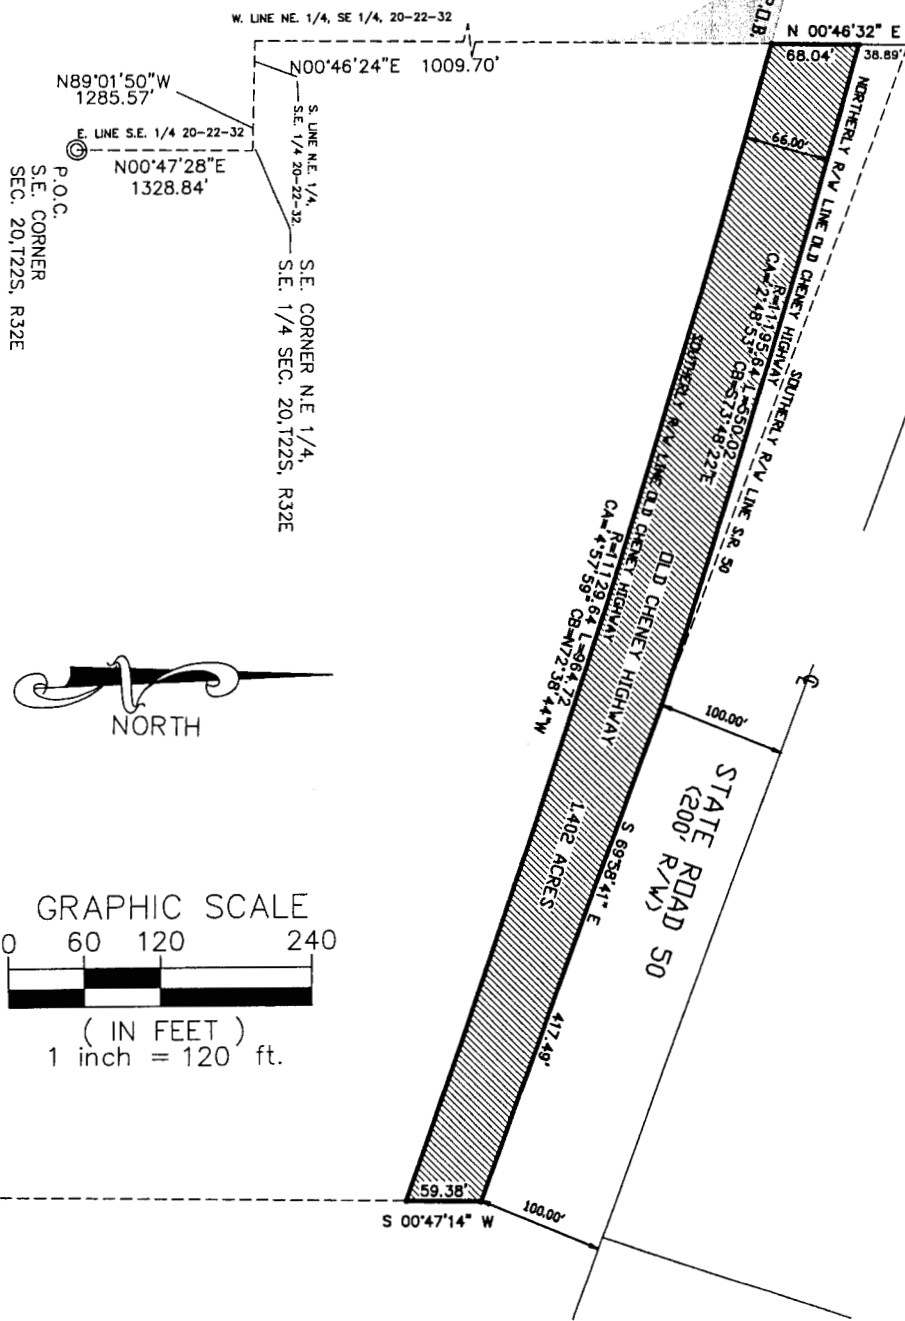 W. LINE NE. 1/4, SE 1/4, 20-22-32
P.O.B.
N 00°46'32" E
68.04'
38.89'
N00°46'24"E 1009.70'
N89°01'50"W
1285.57'
E. LINE S.E. 1/4 20-22-32
N00°47'28"E
1328.84'
S. LINE N.E. 1/4,
S.E. 1/4 20-22-32.
P.O.C.
S.E. CORNER
SEC. 20,T22S, R32E
S.E. CORNER N.E 1/4,
S.E. 1/4 SEC. 20,T22S, R32E
66.00'
NORTHERLY R/W LINE OLD CHENEY HIGHWAY
R=11195.64 L=550.02
CA=2°48'53" CB=S73°48'22"E
SOUTHERLY R/W LINE S.R. 50
SOUTHERLY R/W LINE OLD CHENEY HIGHWAY
R=11129.64 L=964.72
CA=4°57'59" CB=N72°38'44"W
OLD CHENEY HIGHWAY
1.402 ACRES
100.00'
STATE ROAD 50
(200' R/W)
S 69°58'41" E
417.49'
NORTH
GRAPHIC SCALE
0 60 120 240
( IN FEET )
1 inch = 120 ft.
59.38'
S 00°47'14" W
100.00'